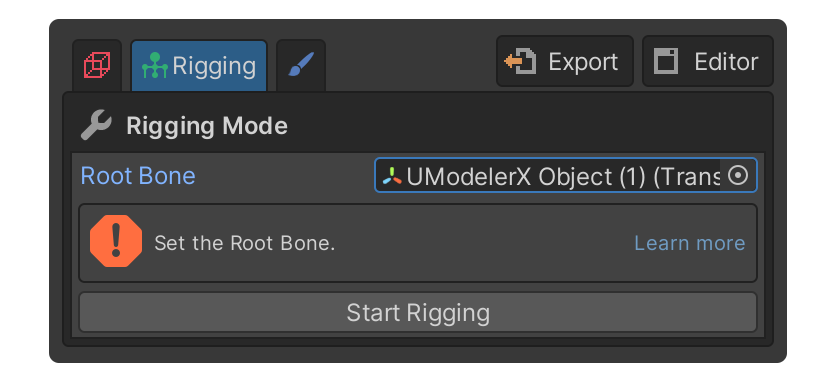 Rigging
Export
Editor
Rigging Mode
Root Bone
UModelerX Object (1) (Trans
Set the Root Bone.
Learn more
Start Rigging